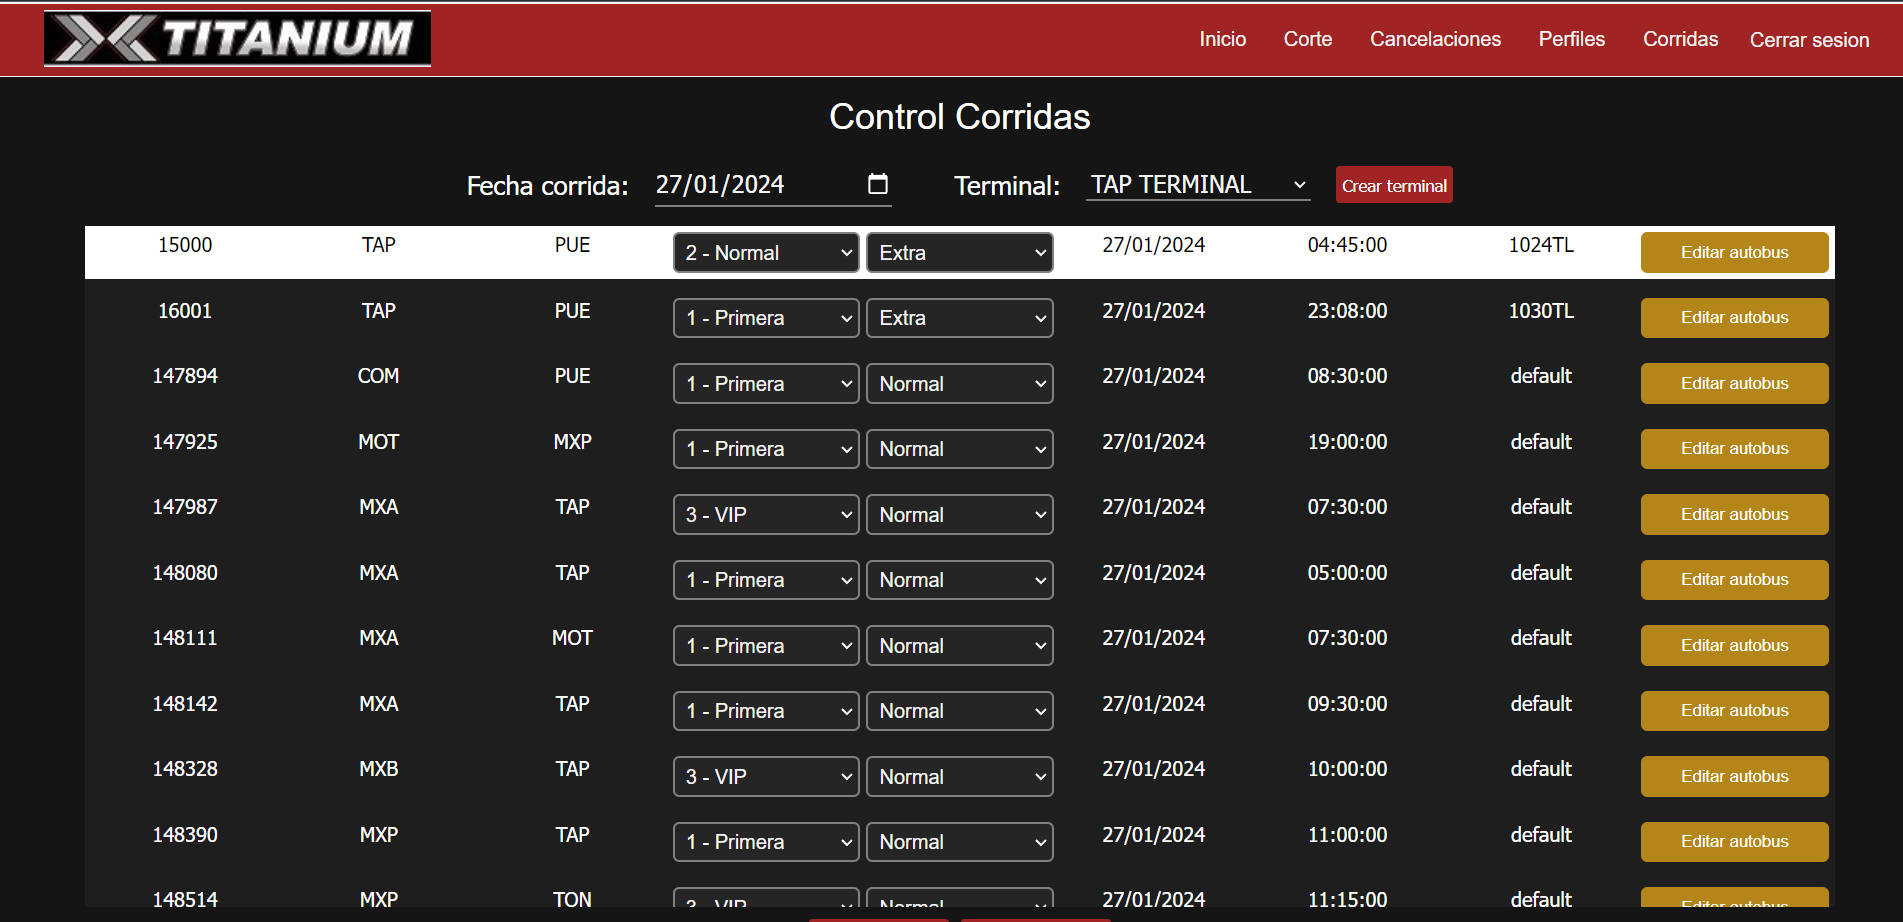 TITANIUM
Inicio Corte Cancelaciones Perfiles Corridas Cerrar sesion
Control Corridas
Fecha corrida: 27/01/2024 Terminal: TAP TERMINAL Crear terminal
15000 TAP PUE 2 - Normal Extra 27/01/2024 04:45:00 1024TL Editar autobus
16001 TAP PUE 1 - Primera Extra 27/01/2024 23:08:00 1030TL Editar autobus
147894 COM PUE 1 - Primera Normal 27/01/2024 08:30:00 default Editar autobus
147925 MOT MXP 1 - Primera Normal 27/01/2024 19:00:00 default Editar autobus
147987 MXA TAP 3 - VIP Normal 27/01/2024 07:30:00 default Editar autobus
148080 MXA TAP 1 - Primera Normal 27/01/2024 05:00:00 default Editar autobus
148111 MXA MOT 1 - Primera Normal 27/01/2024 07:30:00 default Editar autobus
148142 MXA TAP 1 - Primera Normal 27/01/2024 09:30:00 default Editar autobus
148328 MXB TAP 3 - VIP Normal 27/01/2024 10:00:00 default Editar autobus
148390 MXP TAP 1 - Primera Normal 27/01/2024 11:00:00 default Editar autobus
148514 MXP TON 3 - VIP Normal 27/01/2024 11:15:00 default Editar autobus